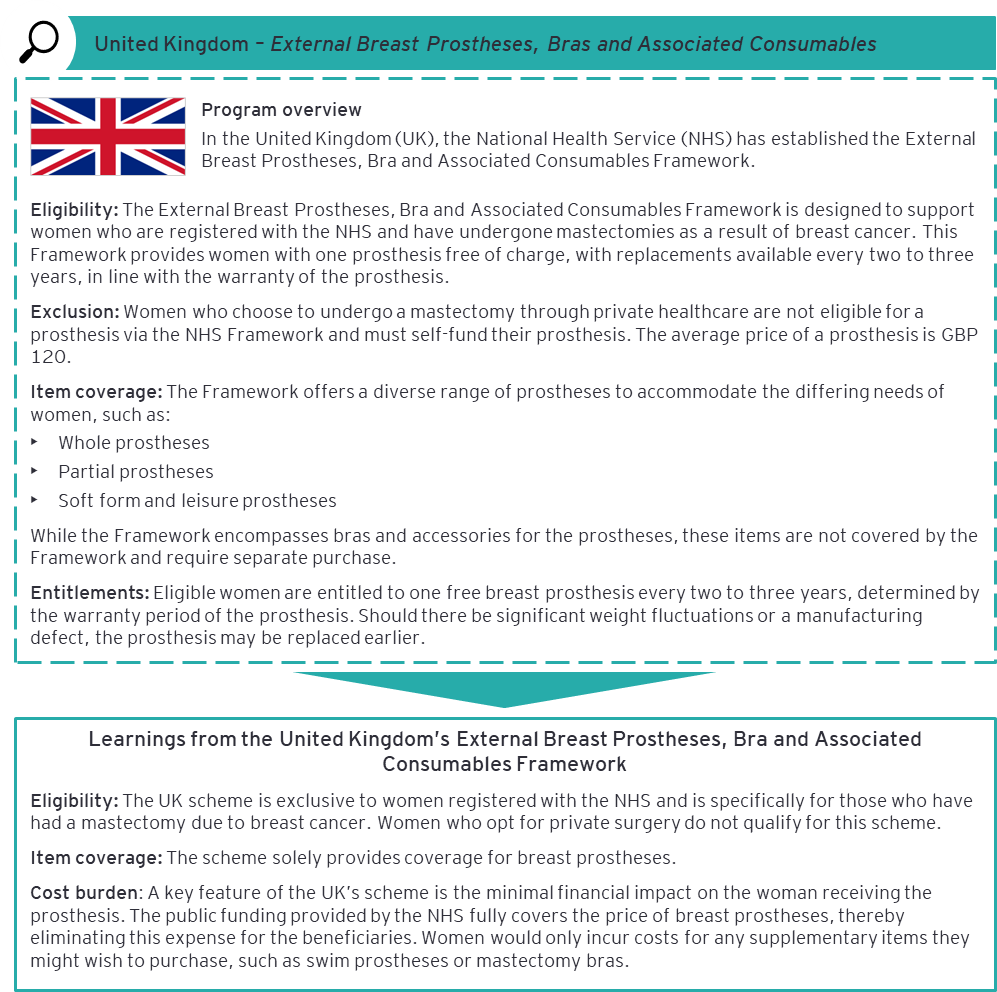 United Kingdom – External Breast Prostheses, Bras and Associated Consumables
Program overview
In the United Kingdom (UK), the National Health Service (NHS) has established the External
Breast Prostheses, Bra and Associated Consumables Framework.
Eligibility: The External Breast Prostheses, Bra and Associated Consumables Framework is designed to support
women who are registered with the NHS and have undergone mastectomies as a result of breast cancer. This
Framework provides women with one prosthesis free of charge, with replacements available every two to three
years, in line with the warranty of the prosthesis.
Exclusion: Women who choose to undergo a mastectomy through private healthcare are not eligible for a
prosthesis via the NHS Framework and must self-fund their prosthesis. The average price of a prosthesis is GBP
120.
Item coverage: The Framework offers a diverse range of prostheses to accommodate the differing needs of
women, such as:
‣ Whole prostheses
‣ Partial prostheses
‣ Soft form and leisure prostheses
While the Framework encompasses bras and accessories for the prostheses, these items are not covered by the
Framework and require separate purchase.
Entitlements: Eligible women are entitled to one free breast prosthesis every two to three years, determined by
the warranty period of the prosthesis. Should there be significant weight fluctuations or a manufacturing
defect, the prosthesis may be replaced earlier.
Learnings from the United Kingdom's External Breast Prostheses, Bra and Associated
Consumables Framework
Eligibility: The UK scheme is exclusive to women registered with the NHS and is specifically for those who have
had a mastectomy due to breast cancer. Women who opt for private surgery do not qualify for this scheme.
Item coverage: The scheme solely provides coverage for breast prostheses.
Cost burden: A key feature of the UK's scheme is the minimal financial impact on the woman receiving the
prosthesis. The public funding provided by the NHS fully covers the price of breast prostheses, thereby
eliminating this expense for the beneficiaries. Women would only incur costs for any supplementary items they
might wish to purchase, such as swim prostheses or mastectomy bras.